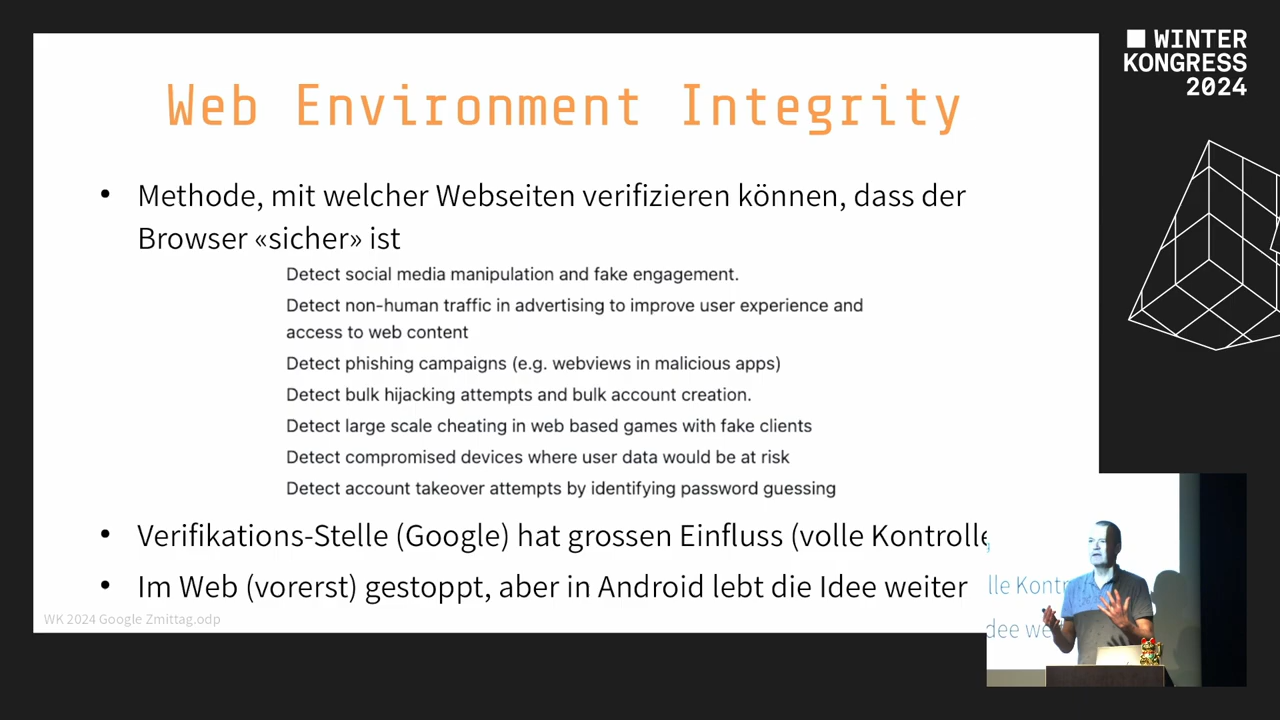 WINTER
KONGRESS
2024
Web Environment Integrity
• Methode, mit welcher Webseiten verifizieren können, dass der
Browser «sicher» ist
Detect social media manipulation and fake engagement.
Detect non-human traffic in advertising to improve user experience and
access to web content
Detect phishing campaigns (e.g. webviews in malicious apps)
Detect bulk hijacking attempts and bulk account creation.
Detect large scale cheating in web based games with fake clients
Detect compromised devices where user data would be at risk
Detect account takeover attempts by identifying password guessing
• Verifikations-Stelle (Google) hat grossen Einfluss (volle Kontrolle
• Im Web (vorerst) gestoppt, aber in Android lebt die Idee weiter
WK 2024 Google Zmittag.odp
lle Kontr
dee we